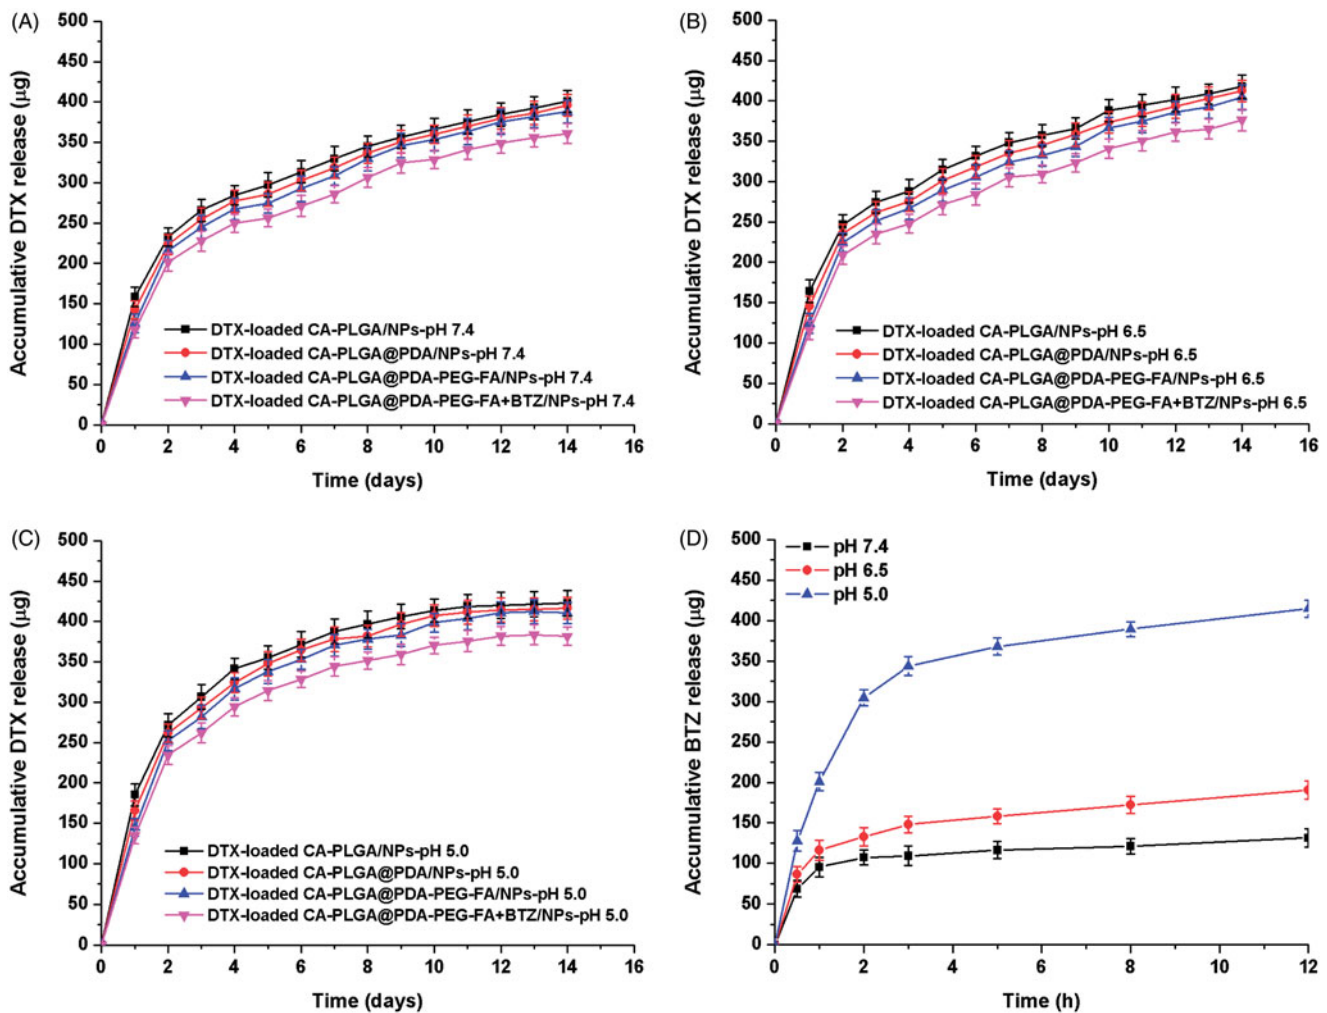 (A)
500
450
400
350
300
250
200
150
100
50
0
Accumulative DTX release (μg)
DTX-loaded CA-PLGA/NPs-pH 7.4
DTX-loaded CA-PLGA@PDA/NPs-pH 7.4
DTX-loaded CA-PLGA@PDA-PEG-FA/NPs-pH 7.4
DTX-loaded CA-PLGA@PDA-PEG-FA+BTZ/NPs-pH 7.4
0 2 4 6 8 10 12 14 16
Time (days)
(B)
500
450
400
350
300
250
200
150
100
50
0
Accumulative DTX release (μg)
DTX-loaded CA-PLGA/NPs-pH 6.5
DTX-loaded CA-PLGA@PDA/NPs-pH 6.5
DTX-loaded CA-PLGA@PDA-PEG-FA/NPs-pH 6.5
DTX-loaded CA-PLGA@PDA-PEG-FA+BTZ/NPs-pH 6.5
0 2 4 6 8 10 12 14 16
Time (days)
(C)
500
450
400
350
300
250
200
150
100
50
0
Accumulative DTX release (μg)
DTX-loaded CA-PLGA/NPs-pH 5.0
DTX-loaded CA-PLGA@PDA/NPs-pH 5.0
DTX-loaded CA-PLGA@PDA-PEG-FA/NPs-pH 5.0
DTX-loaded CA-PLGA@PDA-PEG-FA+BTZ/NPs-pH 5.0
0 2 4 6 8 10 12 14 16
Time (days)
(D)
500
450
400
350
300
250
200
150
100
50
0
Accumulative BTZ release (μg)
pH 7.4
pH 6.5
pH 5.0
0 2 4 6 8 10 12
Time (h)